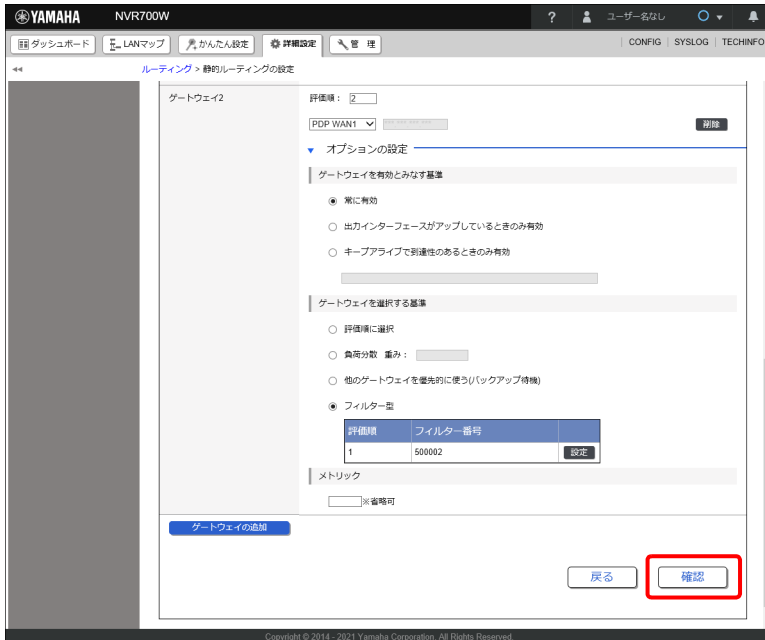 YAMAHA NVR700W ? ユーザー名なし
ダッシュボード LANマップ かんたん設定 詳細設定 管 理 CONFIG SYSLOG TECHINFO
ルーティング > 静的ルーティングの設定
ゲートウェイ2 評価順： 2
PDP WAN1 削除
オプションの設定
ゲートウェイを有効とみなす基準
常に有効
出力インターフェースがアップしているときのみ有効
キープアライブで到達性のあるときのみ有効
ゲートウェイを選択する基準
評価順に選択
負荷分散 重み：
他のゲートウェイを優先的に使う(バックアップ待機)
フィルター型
評価順 フィルター番号
1 500002 設定
メトリック
※省略可
ゲートウェイの追加
戻る 確認
Copyright © 2014 - 2021 Yamaha Corporation. All Rights Reserved.